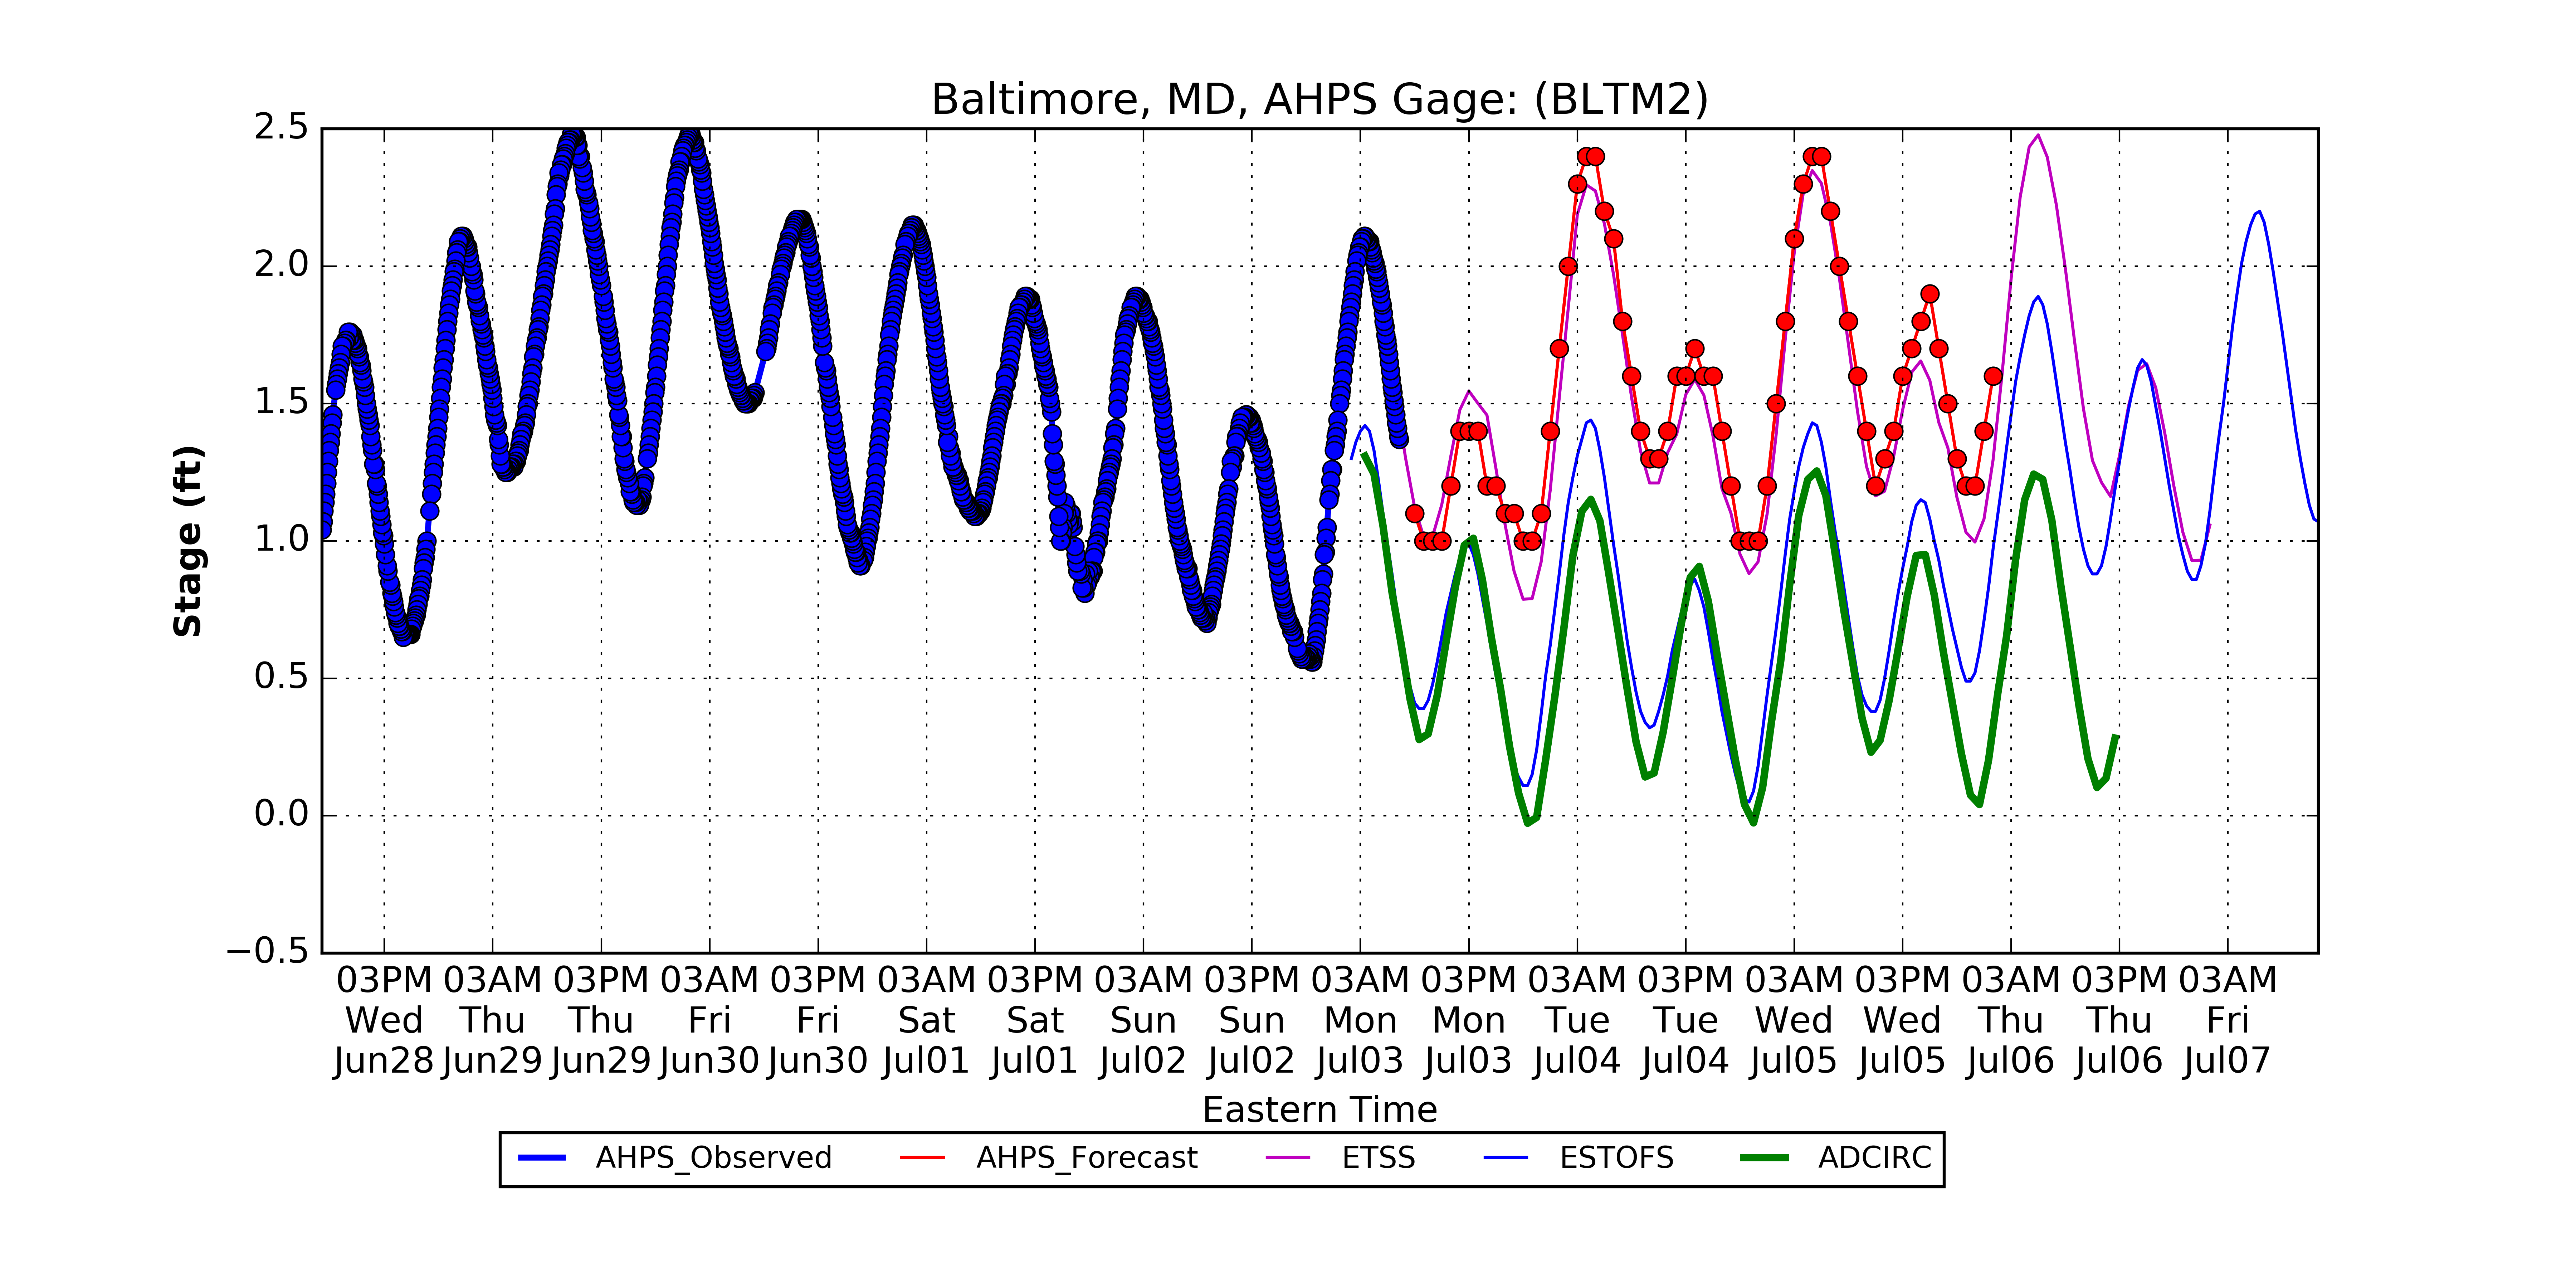 Baltimore, MD, AHPS Gage: (BLTM2)
2.5
2.0
1.5
1.0
0.5
0.0
−0.5
Stage (ft)
03PM 03AM 03PM 03AM 03PM 03AM 03PM 03AM 03PM 03AM 03PM 03AM 03PM 03AM 03PM 03AM 03PM 03AM
Wed Thu Thu Fri Fri Sat Sat Sun Sun Mon Mon Tue Tue Wed Wed Thu Thu Fri
Jun28 Jun29 Jun29 Jun30 Jun30 Jul01 Jul01 Jul02 Jul02 Jul03 Jul03 Jul04 Jul04 Jul05 Jul05 Jul06 Jul06 Jul07
Eastern Time
AHPS_Observed AHPS_Forecast ETSS ESTOFS ADCIRC